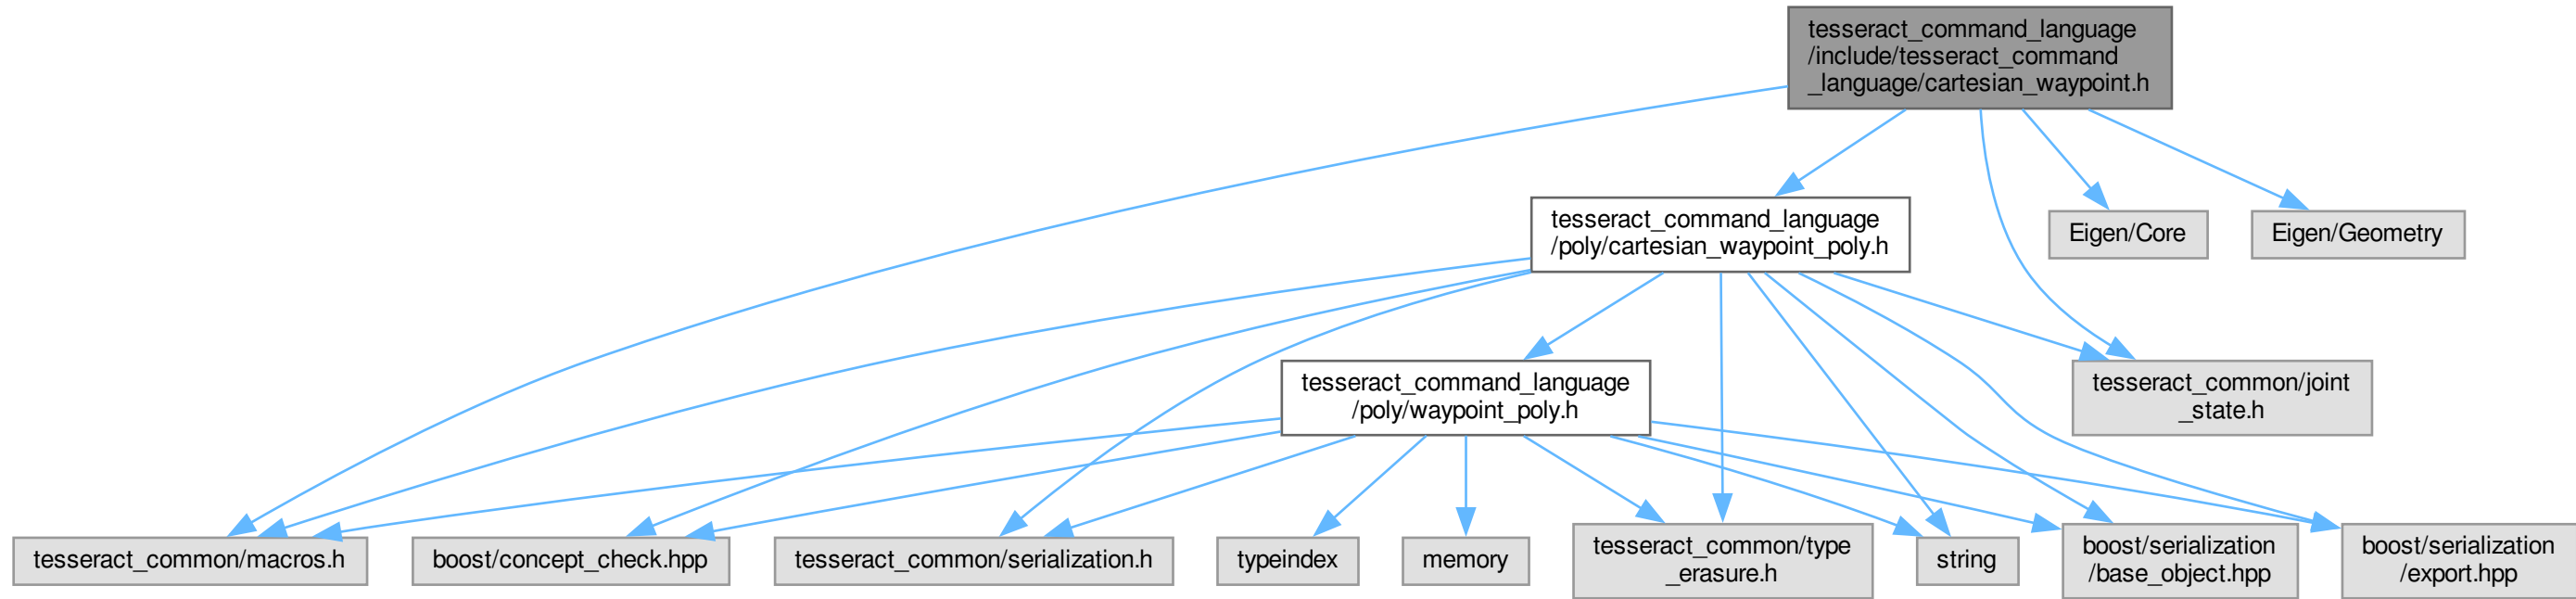 tesseract_command_language
/include/tesseract_command
_language/cartesian_waypoint.h
tesseract_command_language
/poly/cartesian_waypoint_poly.h
Eigen/Core
Eigen/Geometry
tesseract_command_language
/poly/waypoint_poly.h
tesseract_common/joint
_state.h
tesseract_common/macros.h
boost/concept_check.hpp
tesseract_common/serialization.h
typeindex
memory
tesseract_common/type
_erasure.h
string
boost/serialization
/base_object.hpp
boost/serialization
/export.hpp